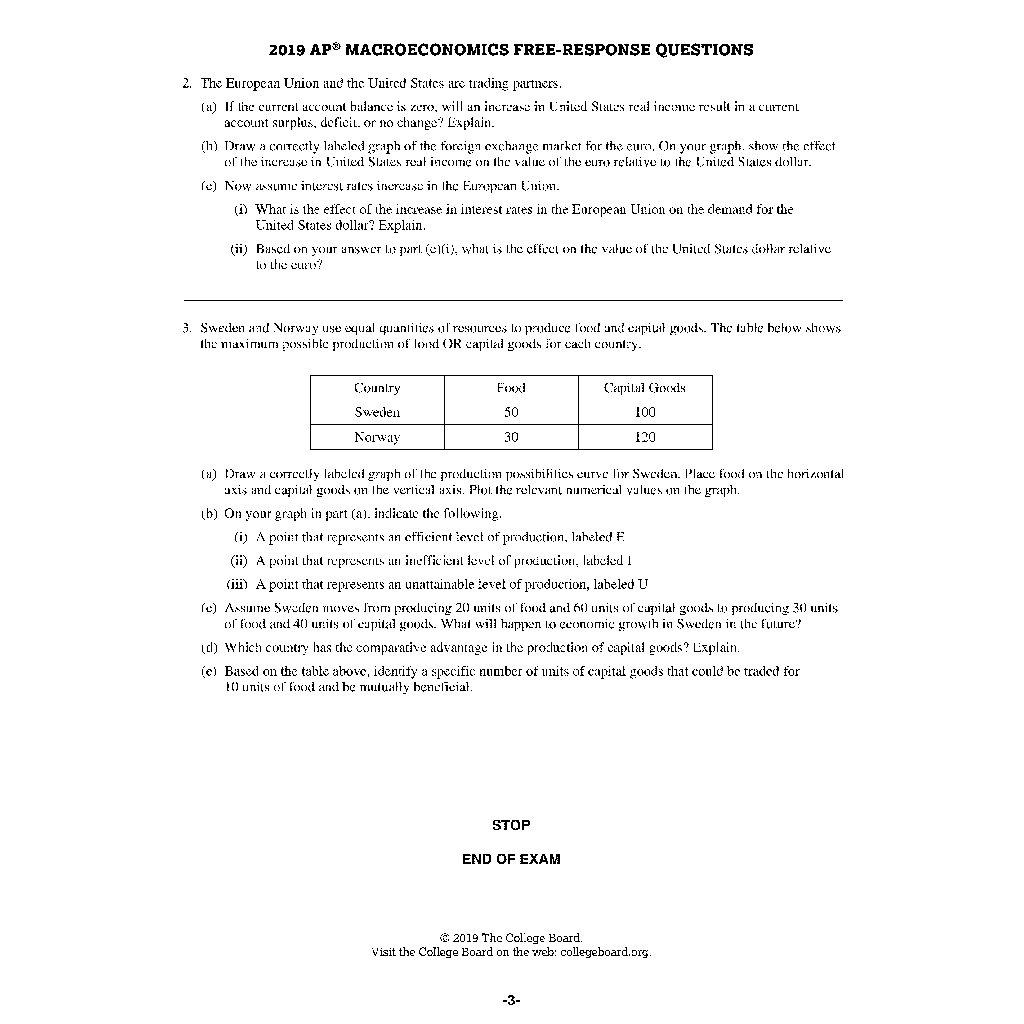 2019 AP® MACROECONOMICS FREE-RESPONSE QUESTIONS
2. The European Union and the United States are trading partners.
(a) If the current account balance is zero, will an increase in United States real income result in a current
account surplus, deficit, or no change? Explain.
(b) Draw a correctly labeled graph of the foreign exchange market for the euro. On your graph, show the effect
of the increase in United States real income on the value of the euro relative to the United States dollar.
(c) Now assume interest rates increase in the European Union.
(i) What is the effect of the increase in interest rates in the European Union on the demand for the
United States dollar? Explain.
(ii) Based on your answer to part (c)(i), what is the effect on the value of the United States dollar relative
to the euro?
3. Sweden and Norway use equal quantities of resources to produce food and capital goods. The table below shows
the maximum possible production of food OR capital goods for each country.
Country Food Capital Goods
Sweden 50 100
Norway 30 120
(a) Draw a correctly labeled graph of the production possibilities curve for Sweden. Place food on the horizontal
axis and capital goods on the vertical axis. Plot the relevant numerical values on the graph.
(b) On your graph in part (a), indicate the following.
(i) A point that represents an efficient level of production, labeled E
(ii) A point that represents an inefficient level of production, labeled I
(iii) A point that represents an unattainable level of production, labeled U
(c) Assume Sweden moves from producing 20 units of food and 60 units of capital goods to producing 30 units
of food and 40 units of capital goods. What will happen to economic growth in Sweden in the future?
(d) Which country has the comparative advantage in the production of capital goods? Explain.
(e) Based on the table above, identify a specific number of units of capital goods that could be traded for
10 units of food and be mutually beneficial.
STOP
END OF EXAM
© 2019 The College Board.
Visit the College Board on the web: collegeboard.org.
-3-